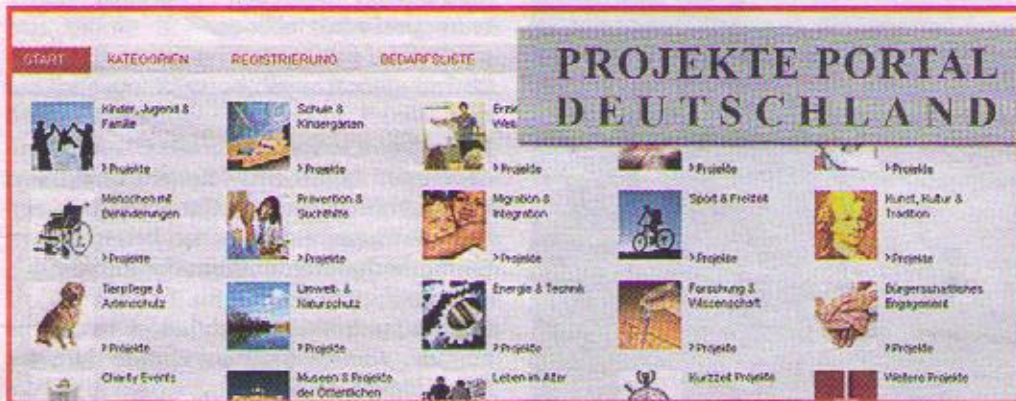 START KATEGORIEN REGISTRIERUNG BEDARFSLISTE
PROJEKTE PORTAL
DEUTSCHLAND
Kinder, Jugend &
Familie
> Projekte
Schule &
Kindergarten
> Projekte
> Projekte
> Projekte
> Projekte
Menschen mit
Behinderungen
> Projekte
Prävention &
Suchthilfe
> Projekte
Migration &
Integration
> Projekte
Sport & Freizeit
> Projekte
Kunst, Kultur &
Tradition
> Projekte
Tierpflege &
Artenschutz
> Projekte
Umwelt- &
Naturschutz
> Projekte
Energie & Technik
> Projekte
Forschung &
Wissenschaft
> Projekte
Bürgerschaftliches
Engagement
> Projekte
Charity Events
Museen & Projekte
der Öffentlichen
Leben im Alter
Kurzzeit Projekte
Weitere Projekte